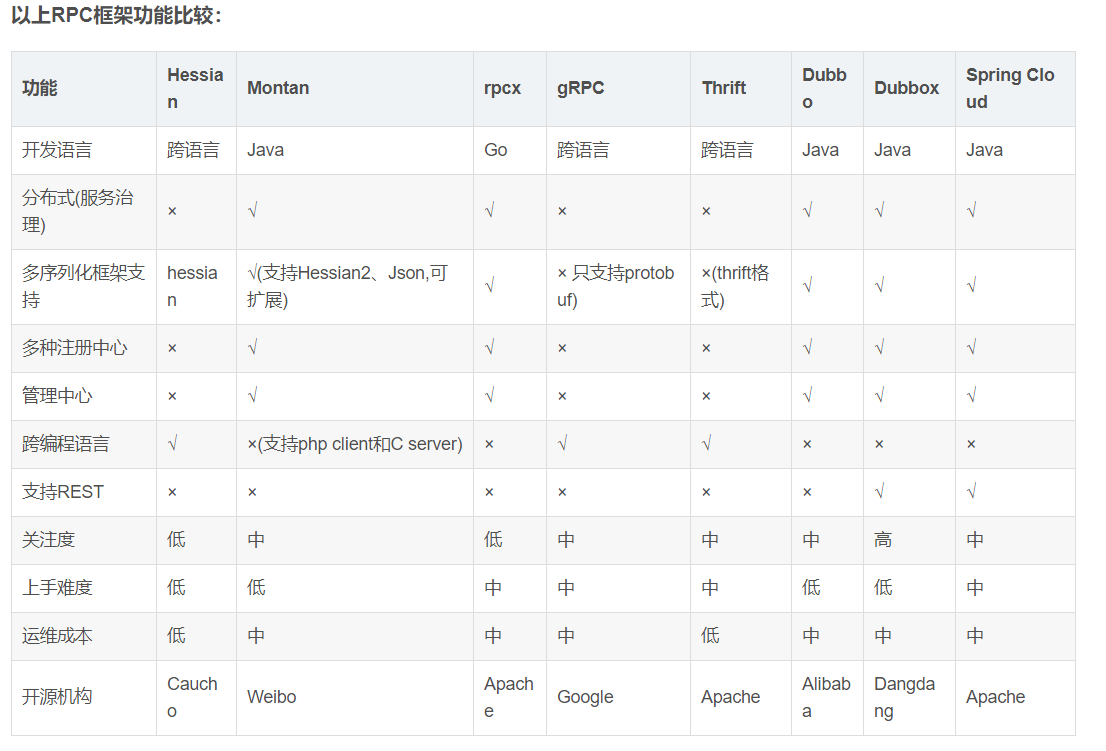 以上RPC框架功能比较：
功能 Hessian Montan rpcx gRPC Thrift Dubbo Dubbox Spring Cloud
开发语言 跨语言 Java Go 跨语言 跨语言 Java Java Java
分布式(服务治理) × √ √ × × √ √ √
多序列化框架支持 hessian √(支持Hessian2、Json,可扩展) √ × 只支持protobuf) ×(thrift格式) √ √ √
多种注册中心 × √ √ × × √ √ √
管理中心 × √ √ × × √ √ √
跨编程语言 √ ×(支持php client和C server) × √ √ × × ×
支持REST × × × × × × √ √
关注度 低 中 低 中 中 中 高 中
上手难度 低 低 中 中 中 低 低 中
运维成本 低 中 中 中 低 中 中 中
开源机构 Caucho Weibo Apache Google Apache Alibaba Dangdang Apache